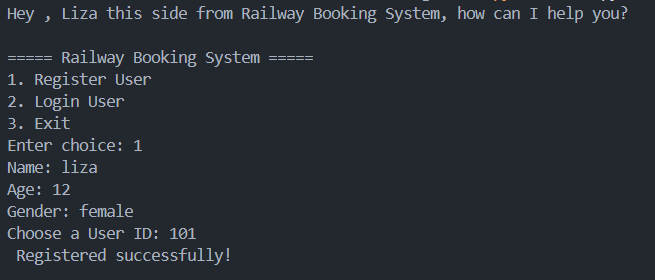 Hey , Liza this side from Railway Booking System, how can I help you?
===== Railway Booking System =====
1. Register User
2. Login User
3. Exit
Enter choice: 1
Name: liza
Age: 12
Gender: female
Choose a User ID: 101
 Registered successfully!